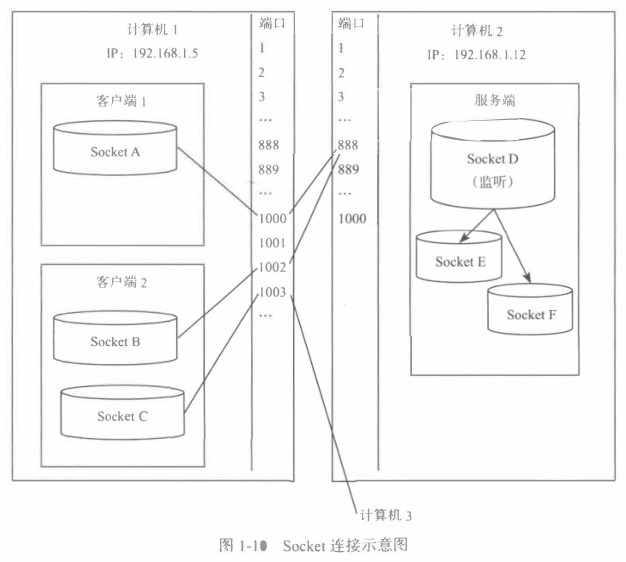 计算机 1
IP：192.168.1.5
客户端 1
Socket A
客户端 2
Socket B
Socket C
端口
1
2
3
…
888
889
…
1000
1001
1002
1003
…
端口
1
2
3
…
888
889
…
1000
计算机 2
IP：192.168.1.12
服务端
Socket D
（监听）
Socket E
Socket F
计算机 3
图 1-10 Socket 连接示意图